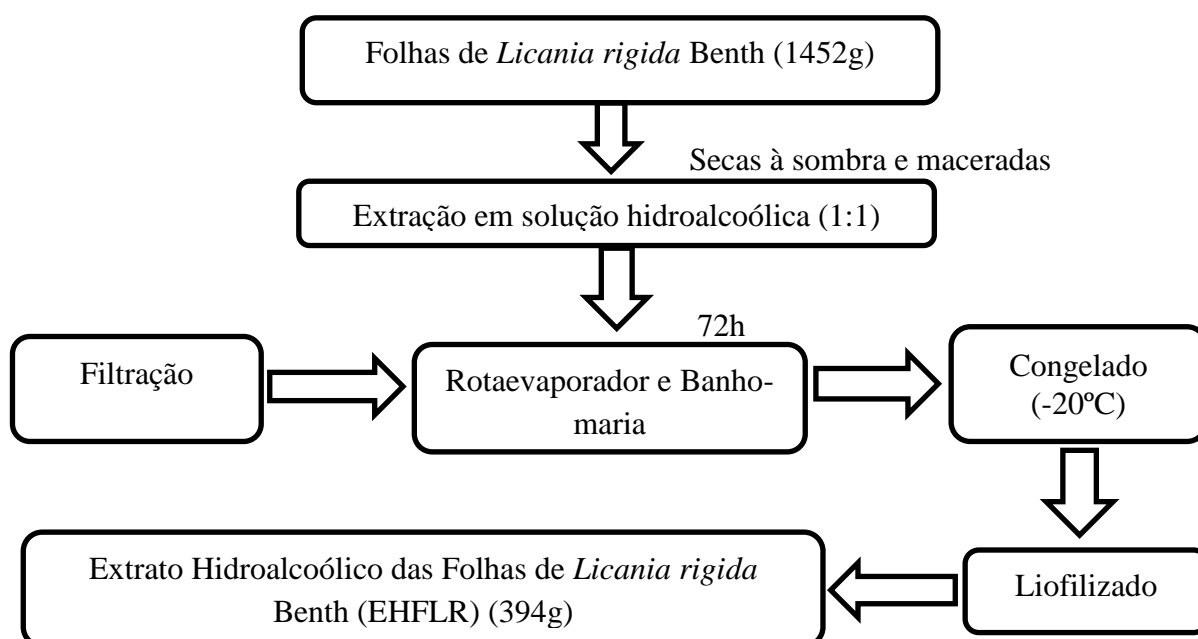 Folhas de Licania rigida Benth (1452g)
Secas à sombra e maceradas
Extração em solução hidroalcoólica (1:1)
72h
Filtração
Rotaevaporador e Banho-
maria
Congelado
(-20ºC)
Liofilizado
Extrato Hidroalcoólico das Folhas de Licania rigida
Benth (EHFLR) (394g)